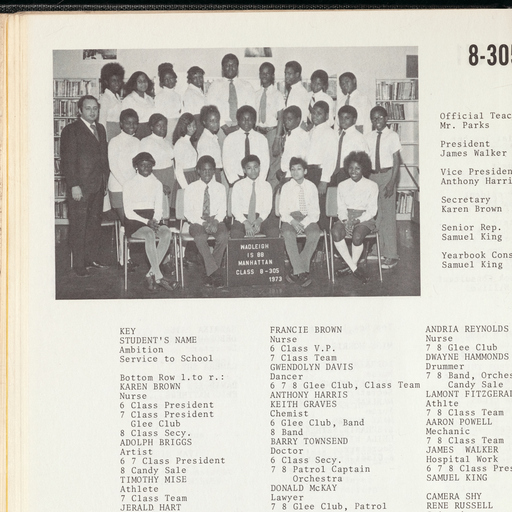 8-305
Official Teac
Mr. Parks
President
James Walker
Vice Presiden
Anthony Harri
Secretary
Karen Brown
Senior Rep.
Samuel King
Yearbook Cons
Samuel King
WADLEIGH
IS 88
MANHATTAN
CLASS 8-305
1973
KEY
STUDENT'S NAME
Ambition
Service to School
Bottom Row l.to r.:
KAREN BROWN
Nurse
6 Class President
7 Class President
Glee Club
8 Class Secy.
ADOLPH BRIGGS
Artist
6 7 Class President
8 Candy Sale
TIMOTHY MISE
Athlete
7 Class Team
JERALD HART
FRANCIE BROWN
Nurse
6 Class V.P.
7 Class Team
GWENDOLYN DAVIS
Dancer
6 7 8 Glee Club, Class Team
ANTHONY HARRIS
KEITH GRAVES
Chemist
6 Glee Club, Band
8 Band
BARRY TOWNSEND
Doctor
6 Class Secy.
7 8 Patrol Captain
Orchestra
DONALD McKAY
Lawyer
7 8 Glee Club, Patrol
ANDRIA REYNOLDS
Nurse
7 8 Glee Club
DWAYNE HAMMONDS
Drummer
7 8 Band, Orches
Candy Sale
LAMONT FITZGERAL
Athlte
7 8 Class Team
AARON POWELL
Mechanic
7 8 Class Team
JAMES WALKER
Hospital Work
6 7 8 Class Pres
SAMUEL KING
CAMERA SHY
RENE RUSSELL